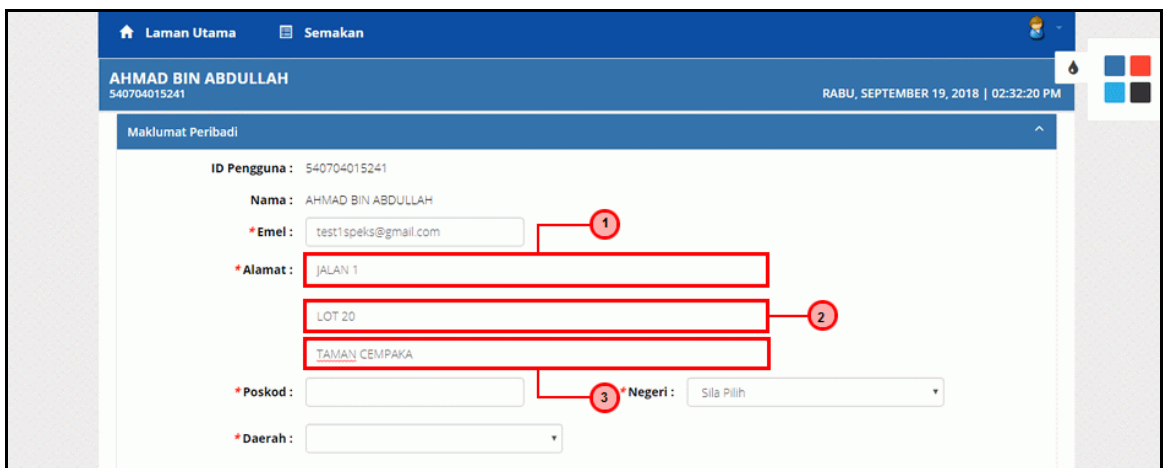 Laman Utama Semakan
AHMAD BIN ABDULLAH
540704015241
RABU, SEPTEMBER 19, 2018 | 02:32:20 PM
Maklumat Peribadi
ID Pengguna : 540704015241
Nama : AHMAD BIN ABDULLAH
1
*Emel : test1speks@gmail.com
*Alamat : JALAN 1
LOT 20
2
TAMAN CEMPAKA
*Poskod : 3 *Negeri : Sila Pilih
*Daerah :